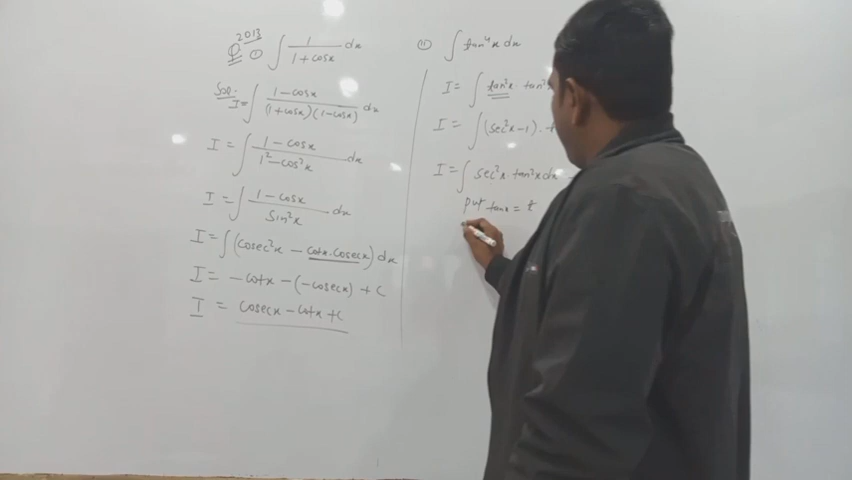 2013
Q ① ∫ 1/(1+cosx) dx
Sol: I = ∫ (1-cosx)/((1+cosx)(1-cosx)) dx
I = ∫ (1-cosx)/(1²-cos²x) dx
I = ∫ (1-cosx)/(sin²x) dx
I = ∫ (cosec²x - cotx.cosecx) dx
I = -cotx - (-cosecx) + c
I = cosecx - cotx + c
② ∫ tan⁴x dx
I = ∫ tan²x . tan²x
I = ∫ (sec²x - 1) .
I = ∫ sec²x . tan²x dx -
put tanx = t